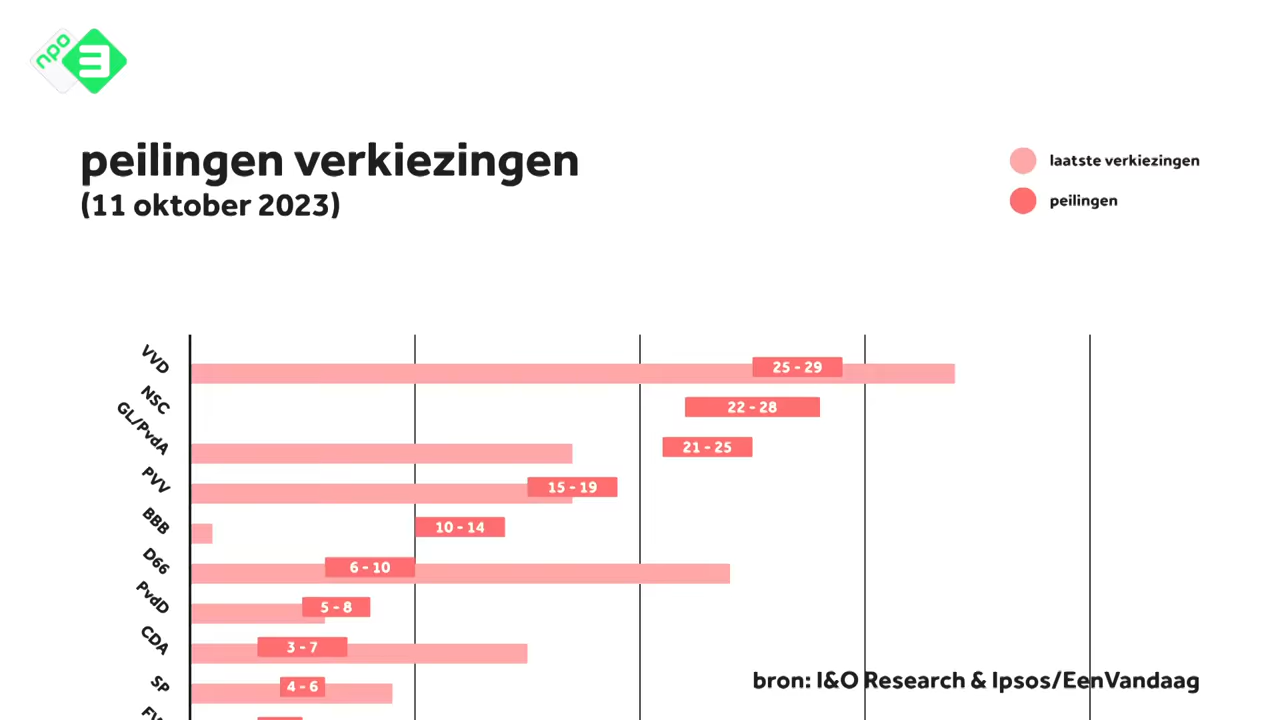 npo
3
peilingen verkiezingen
(11 oktober 2023)
laatste verkiezingen
peilingen
VVD
25 - 29
NSC
22 - 28
GL/PvdA
21 - 25
PVV
15 - 19
BBB
10 - 14
D66
6 - 10
PvdD
5 - 8
CDA
3 - 7
SP
4 - 6
bron: I&O Research & Ipsos/EenVandaag